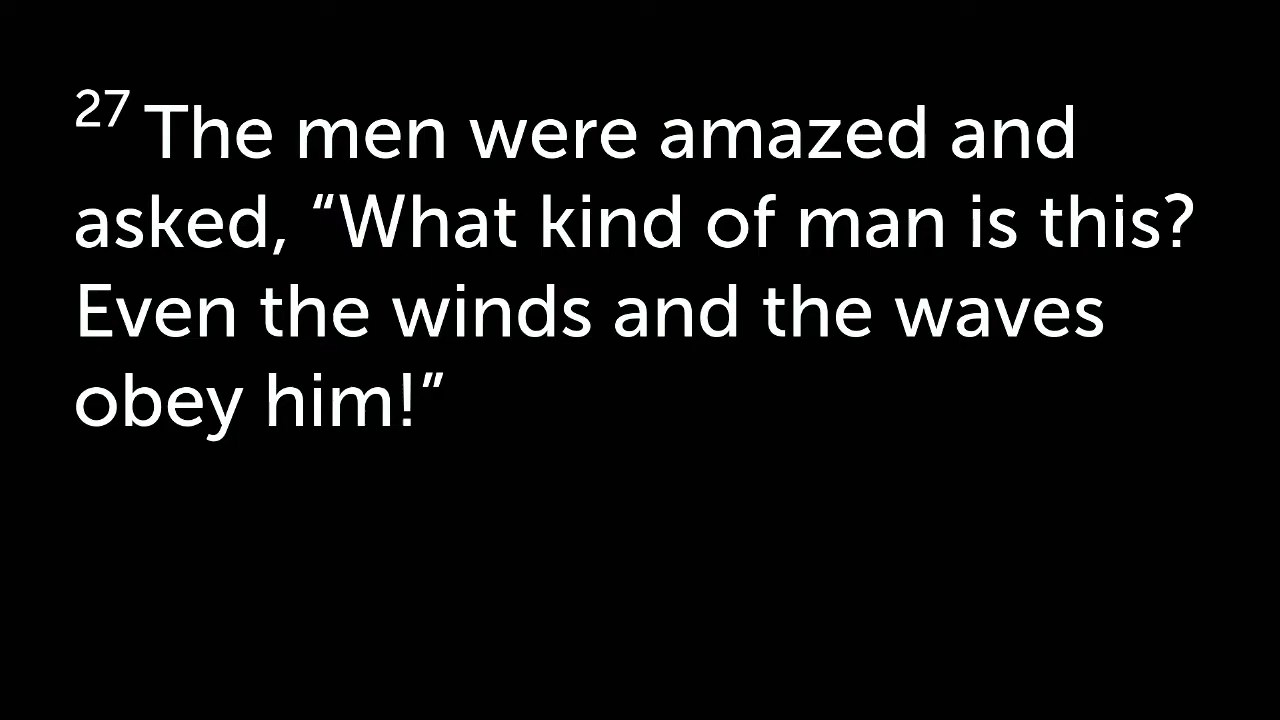 27 The men were amazed and
asked, “What kind of man is this?
Even the winds and the waves
obey him!”